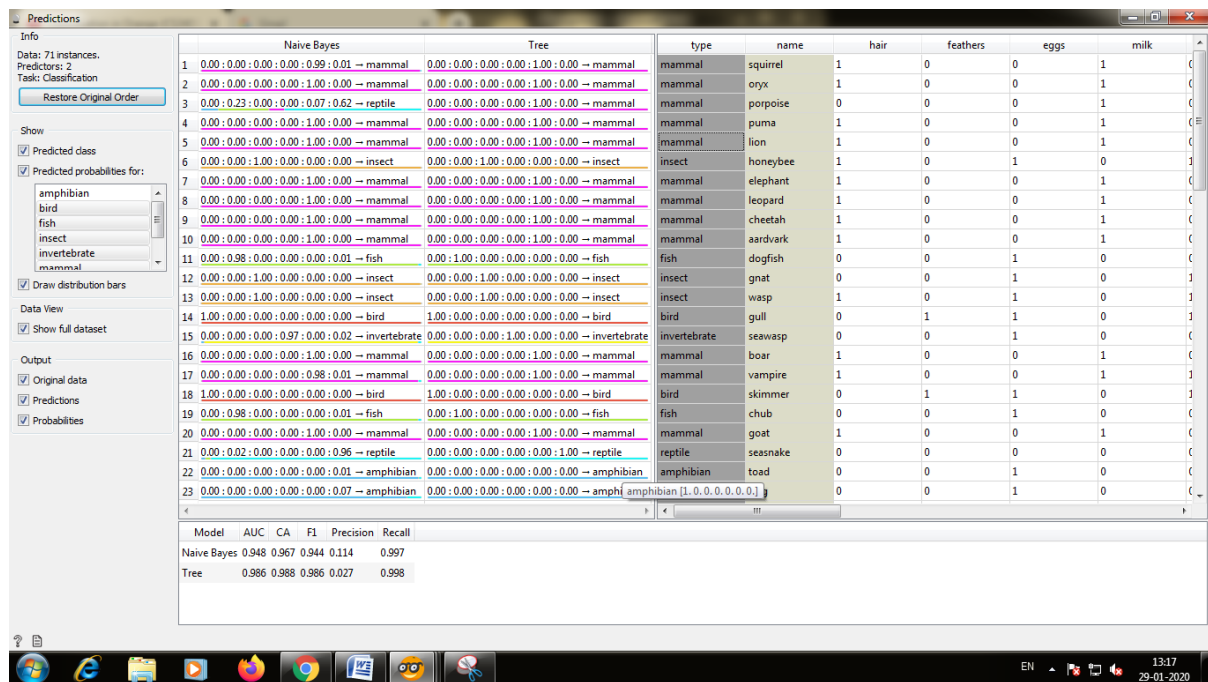 Predictions
Info
Data: 71 instances.
Predictors: 2
Task: Classification
Restore Original Order
Show
Predicted class
Predicted probabilities for:
amphibian
bird
fish
insect
invertebrate
mammal
Draw distribution bars
Data View
Show full dataset
Output
Original data
Predictions
Probabilities
Naive Bayes Tree type name hair feathers eggs milk
1 0.00 : 0.00 : 0.00 : 0.00 : 0.99 : 0.01 → mammal 0.00 : 0.00 : 0.00 : 0.00 : 1.00 : 0.00 → mammal mammal squirrel 1 0 0 1
2 0.00 : 0.00 : 0.00 : 0.00 : 1.00 : 0.00 → mammal 0.00 : 0.00 : 0.00 : 0.00 : 1.00 : 0.00 → mammal mammal oryx 1 0 0 1
3 0.00 : 0.23 : 0.00 : 0.00 : 0.07 : 0.62 → reptile 0.00 : 0.00 : 0.00 : 0.00 : 1.00 : 0.00 → mammal mammal porpoise 0 0 0 1
4 0.00 : 0.00 : 0.00 : 0.00 : 1.00 : 0.00 → mammal 0.00 : 0.00 : 0.00 : 0.00 : 1.00 : 0.00 → mammal mammal puma 1 0 0 1
5 0.00 : 0.00 : 0.00 : 0.00 : 1.00 : 0.00 → mammal 0.00 : 0.00 : 0.00 : 0.00 : 1.00 : 0.00 → mammal mammal lion 1 0 0 1
6 0.00 : 0.00 : 1.00 : 0.00 : 0.00 : 0.00 → insect 0.00 : 0.00 : 1.00 : 0.00 : 0.00 : 0.00 → insect insect honeybee 1 0 1 0 1
7 0.00 : 0.00 : 0.00 : 0.00 : 1.00 : 0.00 → mammal 0.00 : 0.00 : 0.00 : 0.00 : 1.00 : 0.00 → mammal mammal elephant 1 0 0 1
8 0.00 : 0.00 : 0.00 : 0.00 : 1.00 : 0.00 → mammal 0.00 : 0.00 : 0.00 : 0.00 : 1.00 : 0.00 → mammal mammal leopard 1 0 0 1
9 0.00 : 0.00 : 0.00 : 0.00 : 1.00 : 0.00 → mammal 0.00 : 0.00 : 0.00 : 0.00 : 1.00 : 0.00 → mammal mammal cheetah 1 0 0 1
10 0.00 : 0.00 : 0.00 : 0.00 : 1.00 : 0.00 → mammal 0.00 : 0.00 : 0.00 : 0.00 : 1.00 : 0.00 → mammal mammal aardvark 1 0 0 1
11 0.00 : 0.98 : 0.00 : 0.00 : 0.00 : 0.01 → fish 0.00 : 1.00 : 0.00 : 0.00 : 0.00 : 0.00 → fish fish dogfish 0 0 1 0
12 0.00 : 0.00 : 1.00 : 0.00 : 0.00 : 0.00 → insect 0.00 : 0.00 : 1.00 : 0.00 : 0.00 : 0.00 → insect insect gnat 0 0 1 0 1
13 0.00 : 0.00 : 1.00 : 0.00 : 0.00 : 0.00 → insect 0.00 : 0.00 : 1.00 : 0.00 : 0.00 : 0.00 → insect insect wasp 1 0 1 0 1
14 1.00 : 0.00 : 0.00 : 0.00 : 0.00 : 0.00 → bird 1.00 : 0.00 : 0.00 : 0.00 : 0.00 : 0.00 → bird bird gull 0 1 1 0 1
15 0.00 : 0.00 : 0.00 : 0.97 : 0.00 : 0.02 → invertebrate 0.00 : 0.00 : 0.00 : 1.00 : 0.00 : 0.00 → invertebrate invertebrate seawasp 0 0 1 0
16 0.00 : 0.00 : 0.00 : 0.00 : 1.00 : 0.00 → mammal 0.00 : 0.00 : 0.00 : 0.00 : 1.00 : 0.00 → mammal mammal boar 1 0 0 1
17 0.00 : 0.00 : 0.00 : 0.00 : 0.98 : 0.01 → mammal 0.00 : 0.00 : 0.00 : 0.00 : 1.00 : 0.00 → mammal mammal vampire 1 0 0 1 1
18 1.00 : 0.00 : 0.00 : 0.00 : 0.00 : 0.00 → bird 1.00 : 0.00 : 0.00 : 0.00 : 0.00 : 0.00 → bird bird skimmer 0 1 1 0 1
19 0.00 : 0.98 : 0.00 : 0.00 : 0.00 : 0.01 → fish 0.00 : 1.00 : 0.00 : 0.00 : 0.00 : 0.00 → fish fish chub 0 0 1 0
20 0.00 : 0.00 : 0.00 : 0.00 : 1.00 : 0.00 → mammal 0.00 : 0.00 : 0.00 : 0.00 : 1.00 : 0.00 → mammal mammal goat 1 0 0 1
21 0.00 : 0.02 : 0.00 : 0.00 : 0.00 : 0.96 → reptile 0.00 : 0.00 : 0.00 : 0.00 : 0.00 : 1.00 → reptile reptile seasnake 0 0 0 0
22 0.00 : 0.00 : 0.00 : 0.00 : 0.00 : 0.01 → amphibian 0.00 : 0.00 : 0.00 : 0.00 : 0.00 : 0.00 → amphibian amphibian toad 0 0 1 0
23 0.00 : 0.00 : 0.00 : 0.00 : 0.00 : 0.07 → amphibian 0.00 : 0.00 : 0.00 : 0.00 : 0.00 : 0.00 → amphi amphibian [1. 0. 0. 0. 0. 0. 0.] 0 0 1 0
Model AUC CA F1 Precision Recall
Naive Bayes 0.948 0.967 0.944 0.114 0.997
Tree 0.986 0.988 0.986 0.027 0.998
EN 13:17
29-01-2020